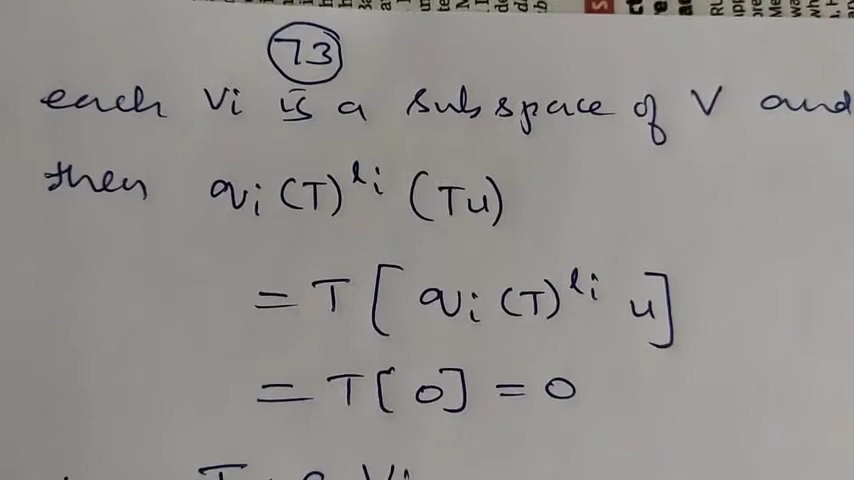 73
each Vi is a subspace of V and
then qi (T)^li (Tu)
= T [ qi (T)^li u ]
= T [ 0 ] = 0